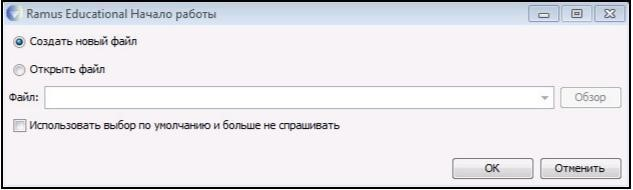 Ramus Educational Начало работы
Создать новый файл
Открыть файл
Файл:
Обзор
Использовать выбор по умолчанию и больше не спрашивать
OK
Отменить